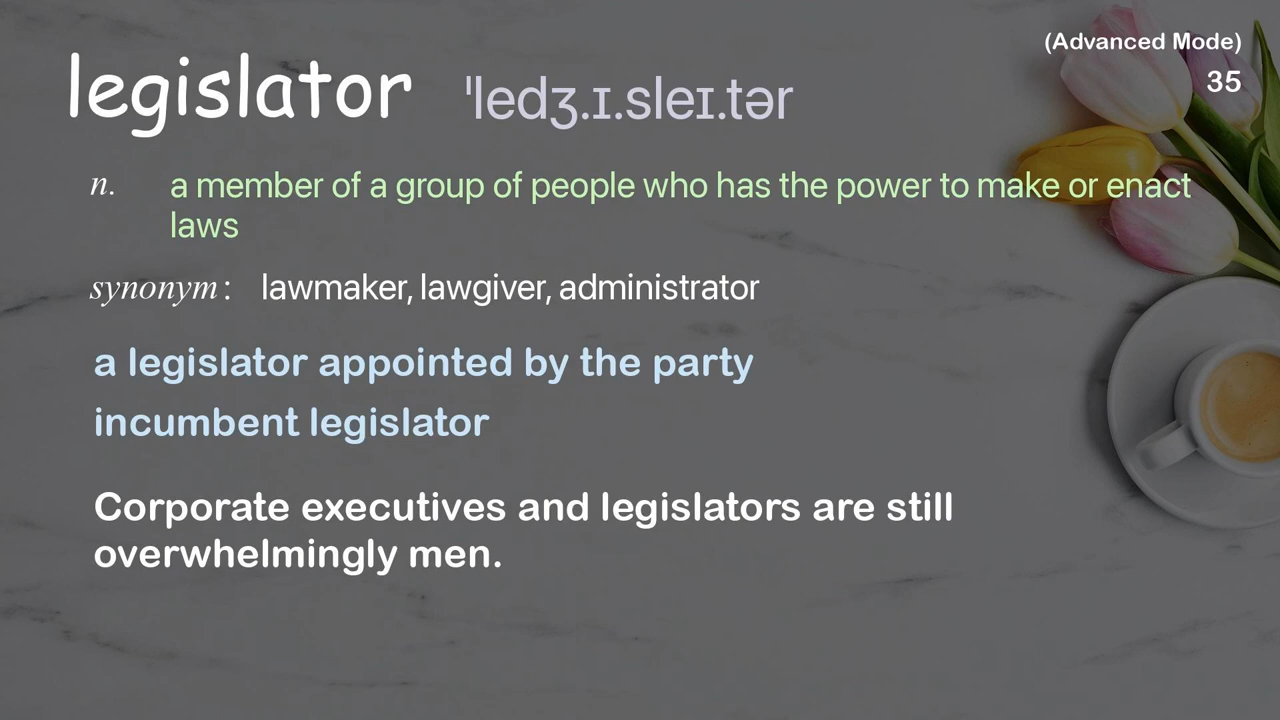 (Advanced Mode)
35
legislator ˈledʒ.ɪ.sleɪ.tər
n. a member of a group of people who has the power to make or enact
laws
synonym: lawmaker, lawgiver, administrator
a legislator appointed by the party
incumbent legislator
Corporate executives and legislators are still
overwhelmingly men.